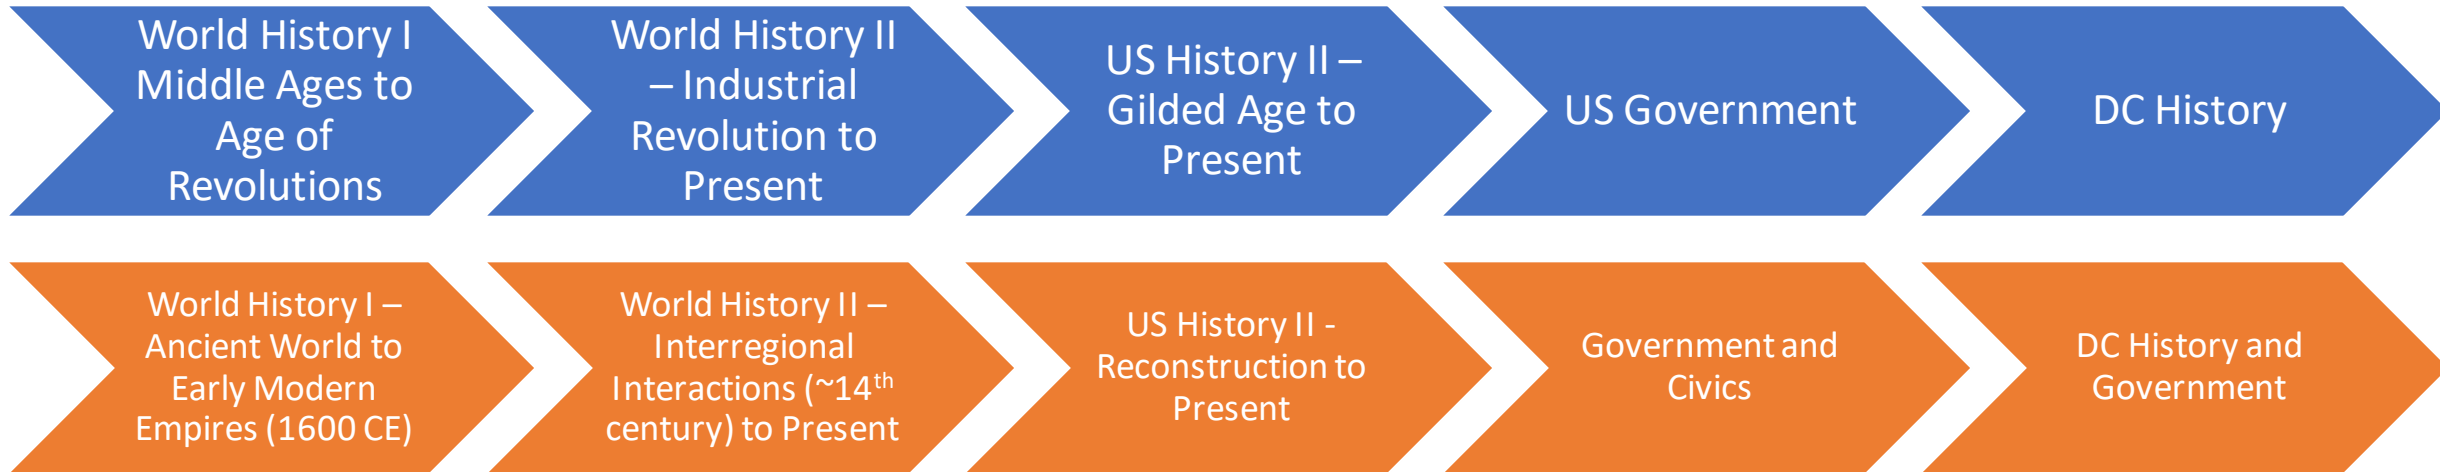 World History I
Middle Ages to
Age of
Revolutions
World History II
– Industrial
Revolution to
Present
US History II –
Gilded Age to
Present
US Government
DC History
World History I –
Ancient World to
Early Modern
Empires (1600 CE)
World History II –
Interregional
Interactions (~14th
century) to Present
US History II -
Reconstruction to
Present
Government and
Civics
DC History and
Government